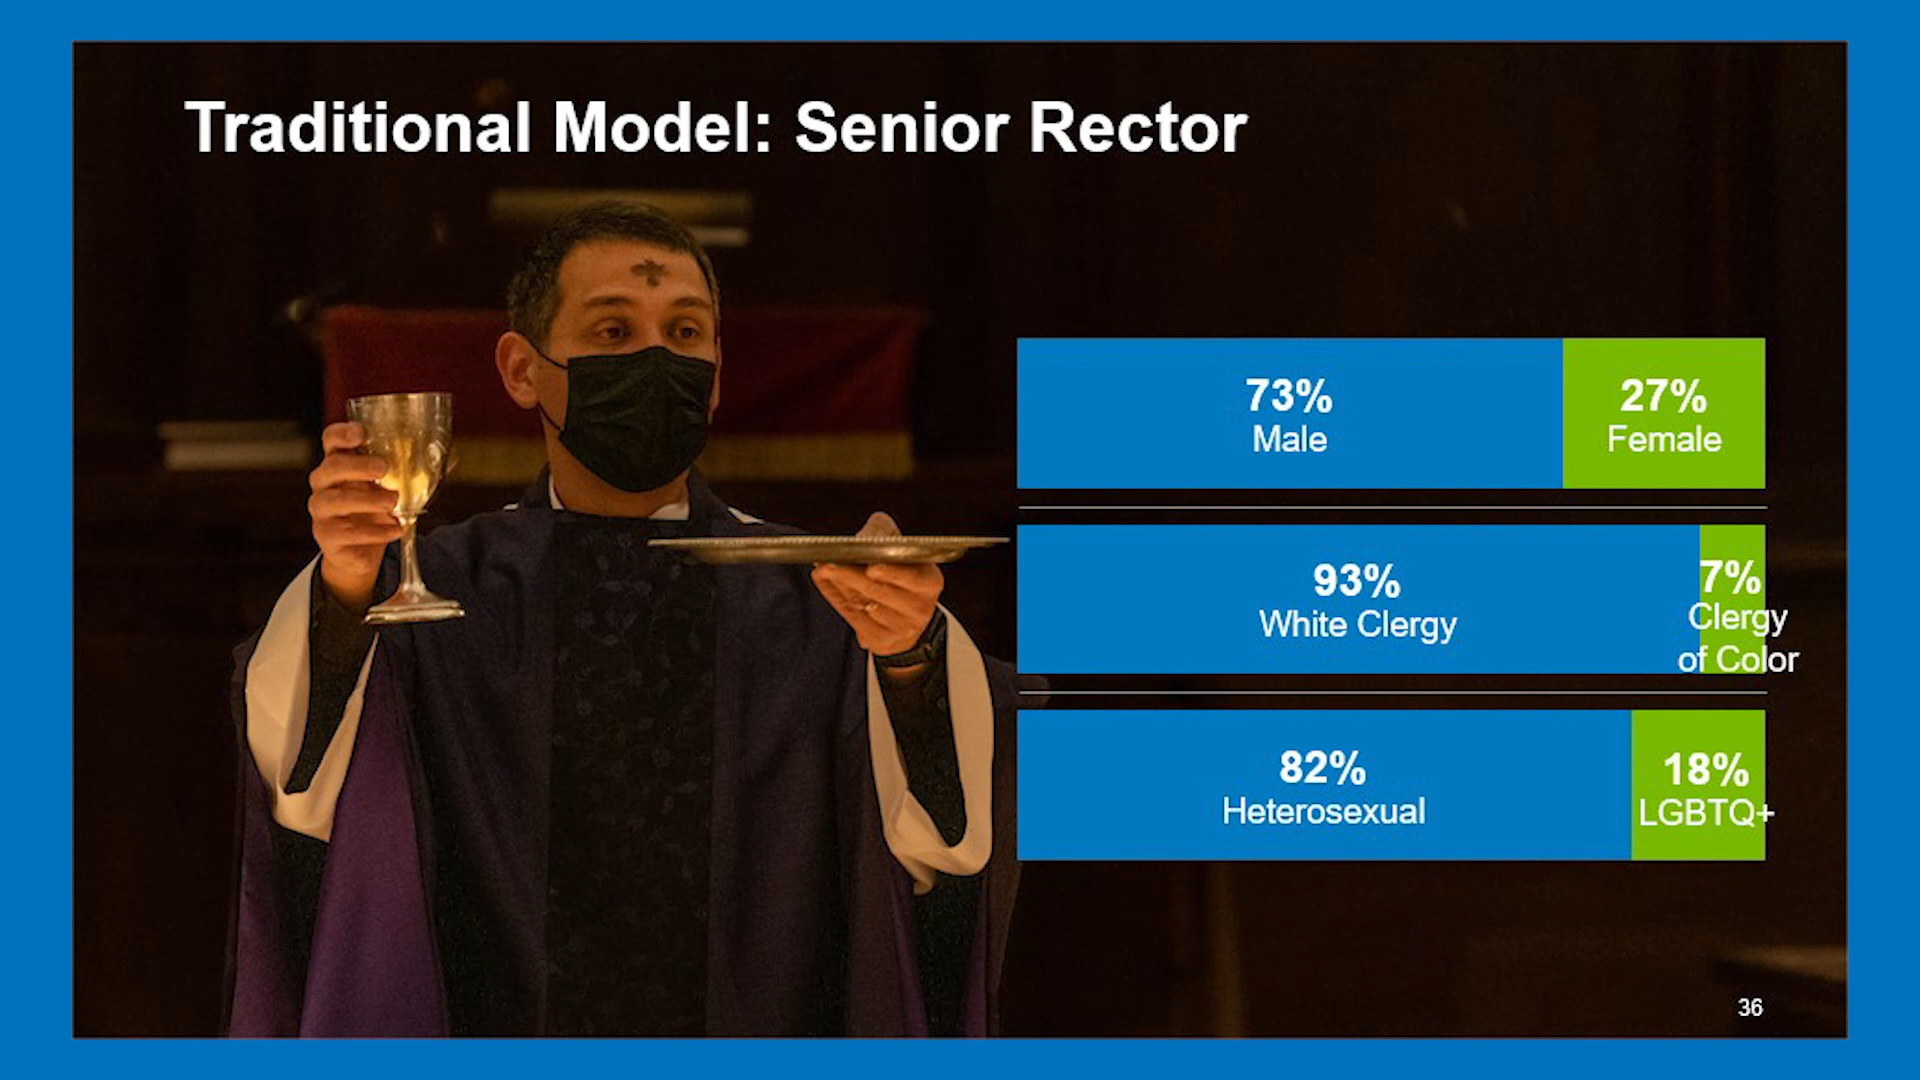 Traditional Model: Senior Rector
73%
Male
27%
Female
93%
White Clergy
7%
Clergy
of Color
82%
Heterosexual
18%
LGBTQ+
36